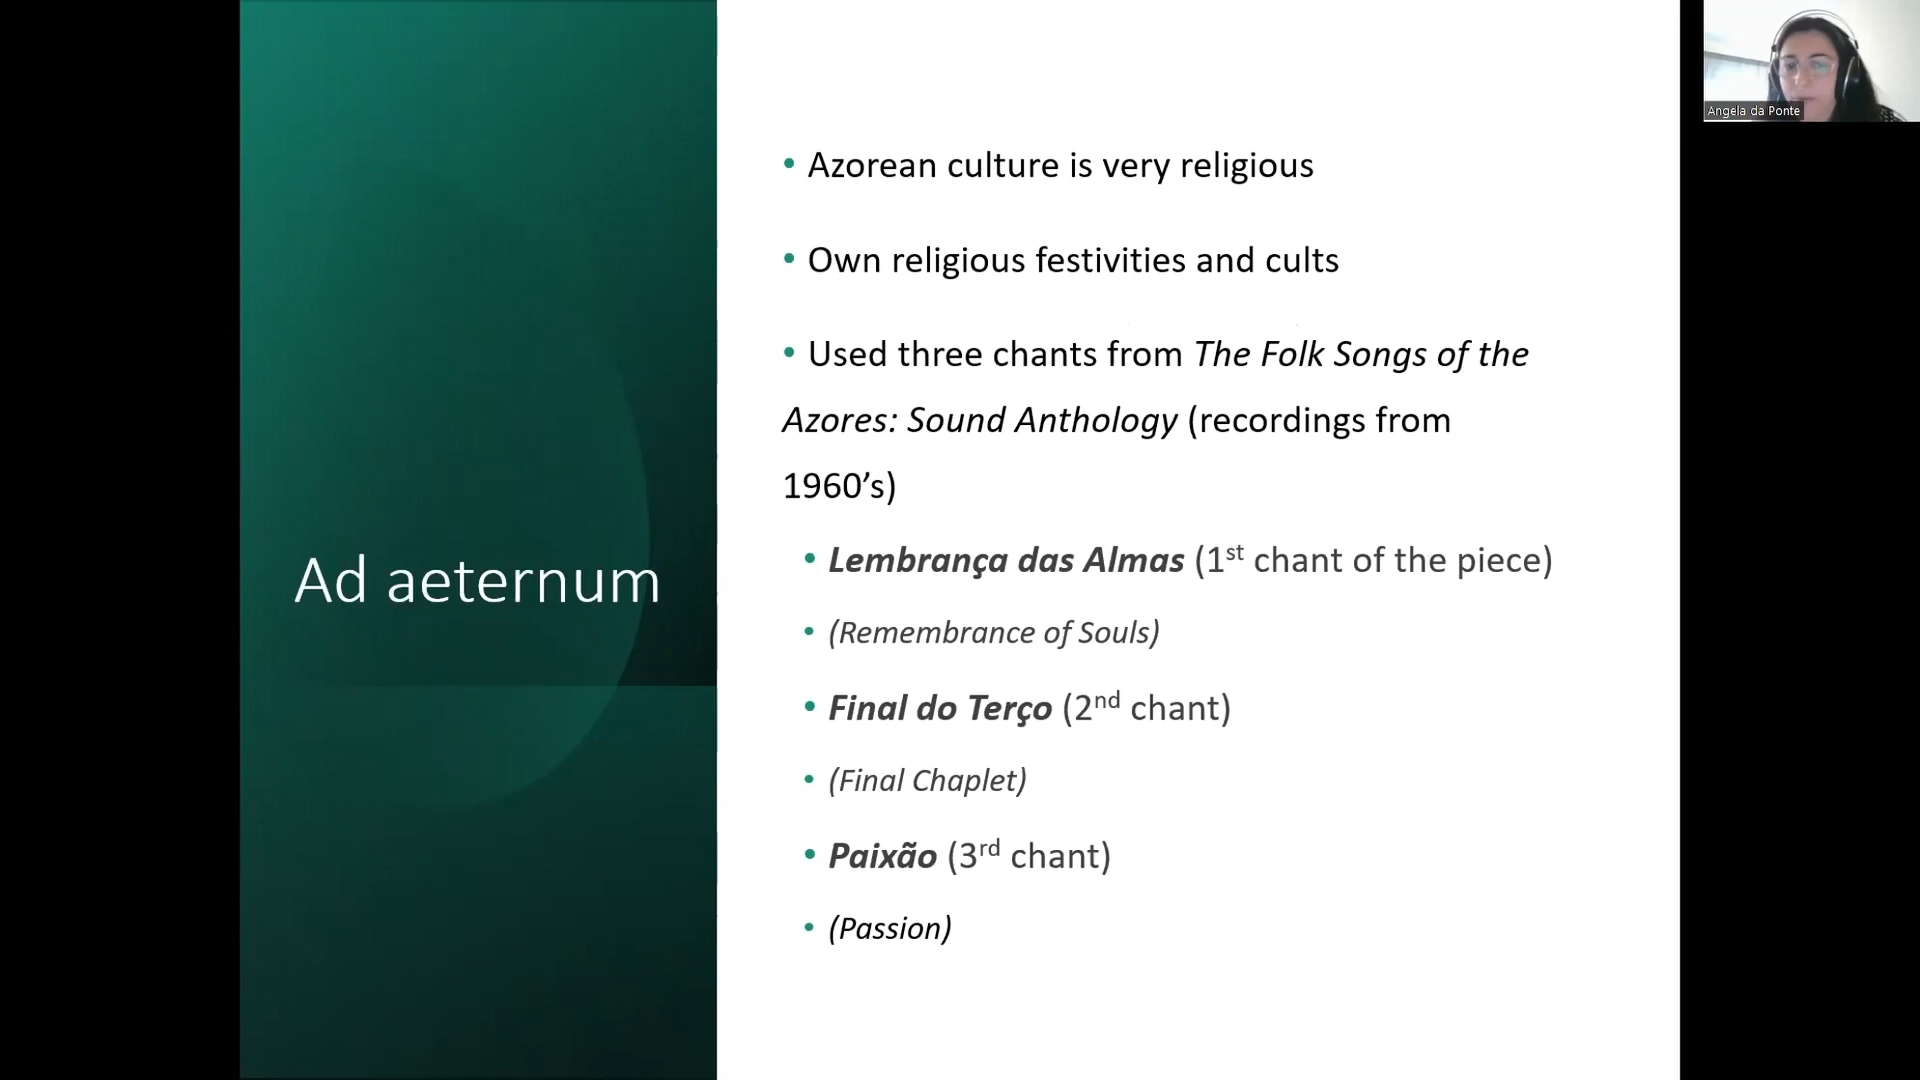 Ad aeternum
• Azorean culture is very religious
• Own religious festivities and cults
• Used three chants from The Folk Songs of the
Azores: Sound Anthology (recordings from
1960’s)
• Lembrança das Almas (1st chant of the piece)
• (Remembrance of Souls)
• Final do Terço (2nd chant)
• (Final Chaplet)
• Paixão (3rd chant)
• (Passion)
Angela da Ponte